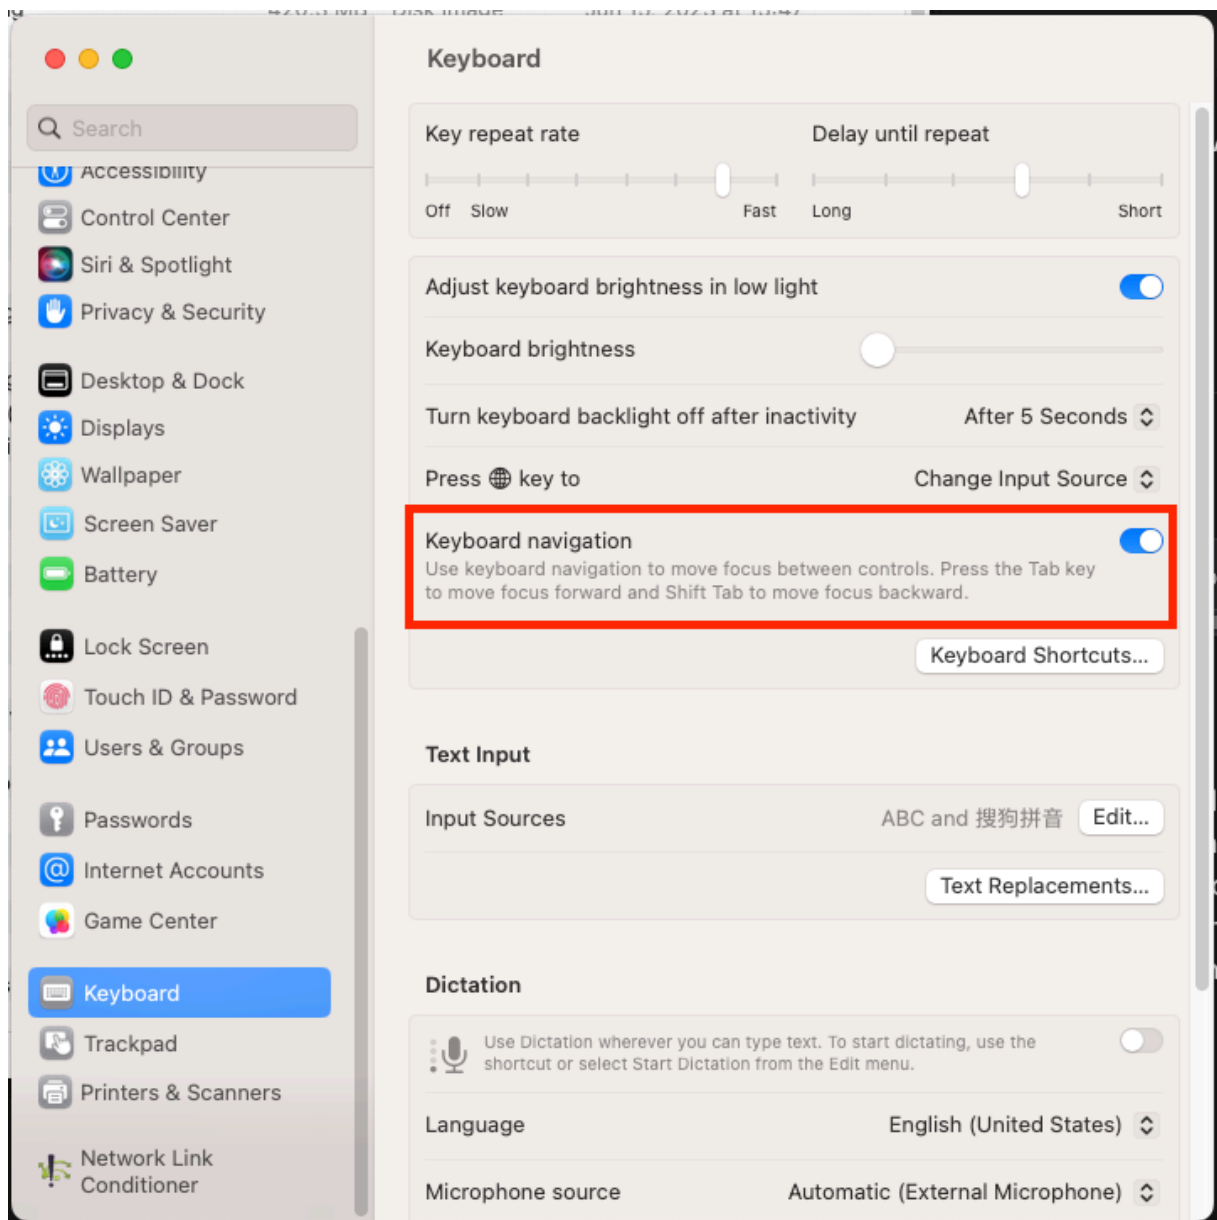 Keyboard
Search
Accessibility
Control Center
Siri & Spotlight
Privacy & Security
Desktop & Dock
Displays
Wallpaper
Screen Saver
Battery
Lock Screen
Touch ID & Password
Users & Groups
Passwords
Internet Accounts
Game Center
Keyboard
Trackpad
Printers & Scanners
Network Link
Conditioner
Key repeat rate
Delay until repeat
Off Slow Fast
Long Short
Adjust keyboard brightness in low light
Keyboard brightness
Turn keyboard backlight off after inactivity After 5 Seconds
Press key to Change Input Source
Keyboard navigation
Use keyboard navigation to move focus between controls. Press the Tab key
to move focus forward and Shift Tab to move focus backward.
Keyboard Shortcuts...
Text Input
Input Sources ABC and 搜狗拼音 Edit...
Text Replacements...
Dictation
Use Dictation wherever you can type text. To start dictating, use the
shortcut or select Start Dictation from the Edit menu.
Language English (United States)
Microphone source Automatic (External Microphone)